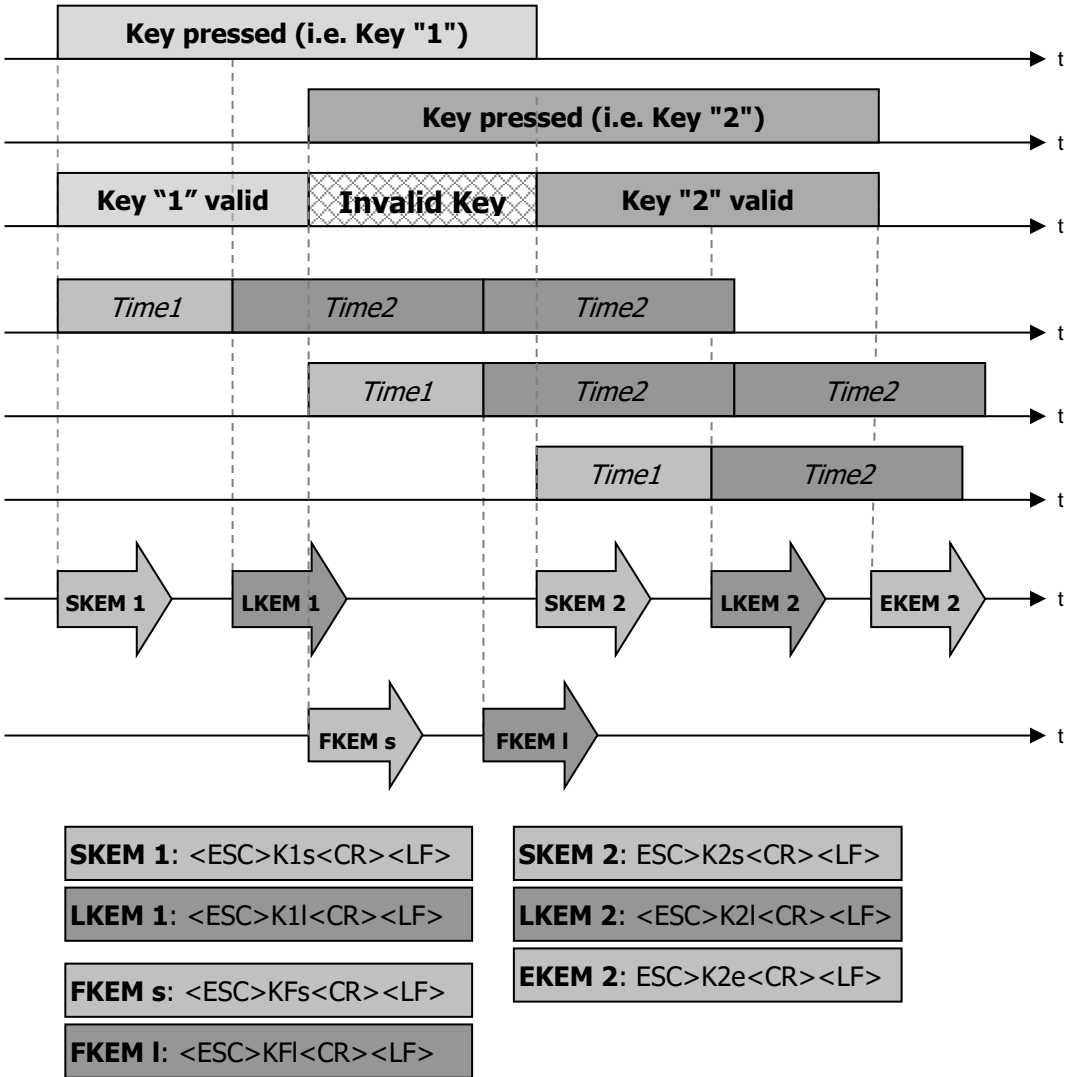 Key pressed (i.e. Key "1")
t
Key pressed (i.e. Key "2")
t
Key “1” valid
Invalid Key
Key "2" valid
t
Time1
Time2
Time2
t
Time1
Time2
Time2
t
Time1
Time2
t
SKEM 1
LKEM 1
SKEM 2
LKEM 2
EKEM 2
t
FKEM s
FKEM l
t
SKEM 1: <ESC>K1s<CR><LF>
LKEM 1: <ESC>K1l<CR><LF>
FKEM s: <ESC>KFs<CR><LF>
FKEM l: <ESC>KFl<CR><LF>
SKEM 2: ESC>K2s<CR><LF>
LKEM 2: <ESC>K2l<CR><LF>
EKEM 2: ESC>K2e<CR><LF>